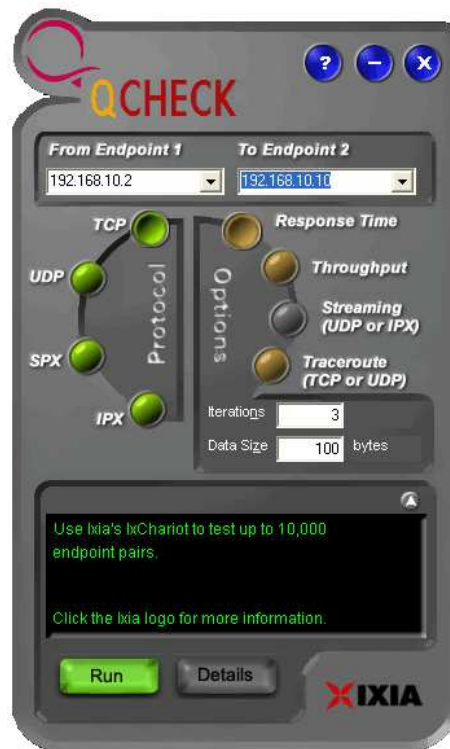 ? – X
QCHECK
From Endpoint 1 To Endpoint 2
192.168.10.2 192.168.10.10
TCP
UDP
SPX
IPX
Protocol
Options
Response Time
Throughput
Streaming
(UDP or IPX)
Traceroute
(TCP or UDP)
Iterations 3
Data Size 100 bytes
Use Ixia's IxChariot to test up to 10,000
endpoint pairs.
Click the Ixia logo for more information.
Run Details
XIXIA